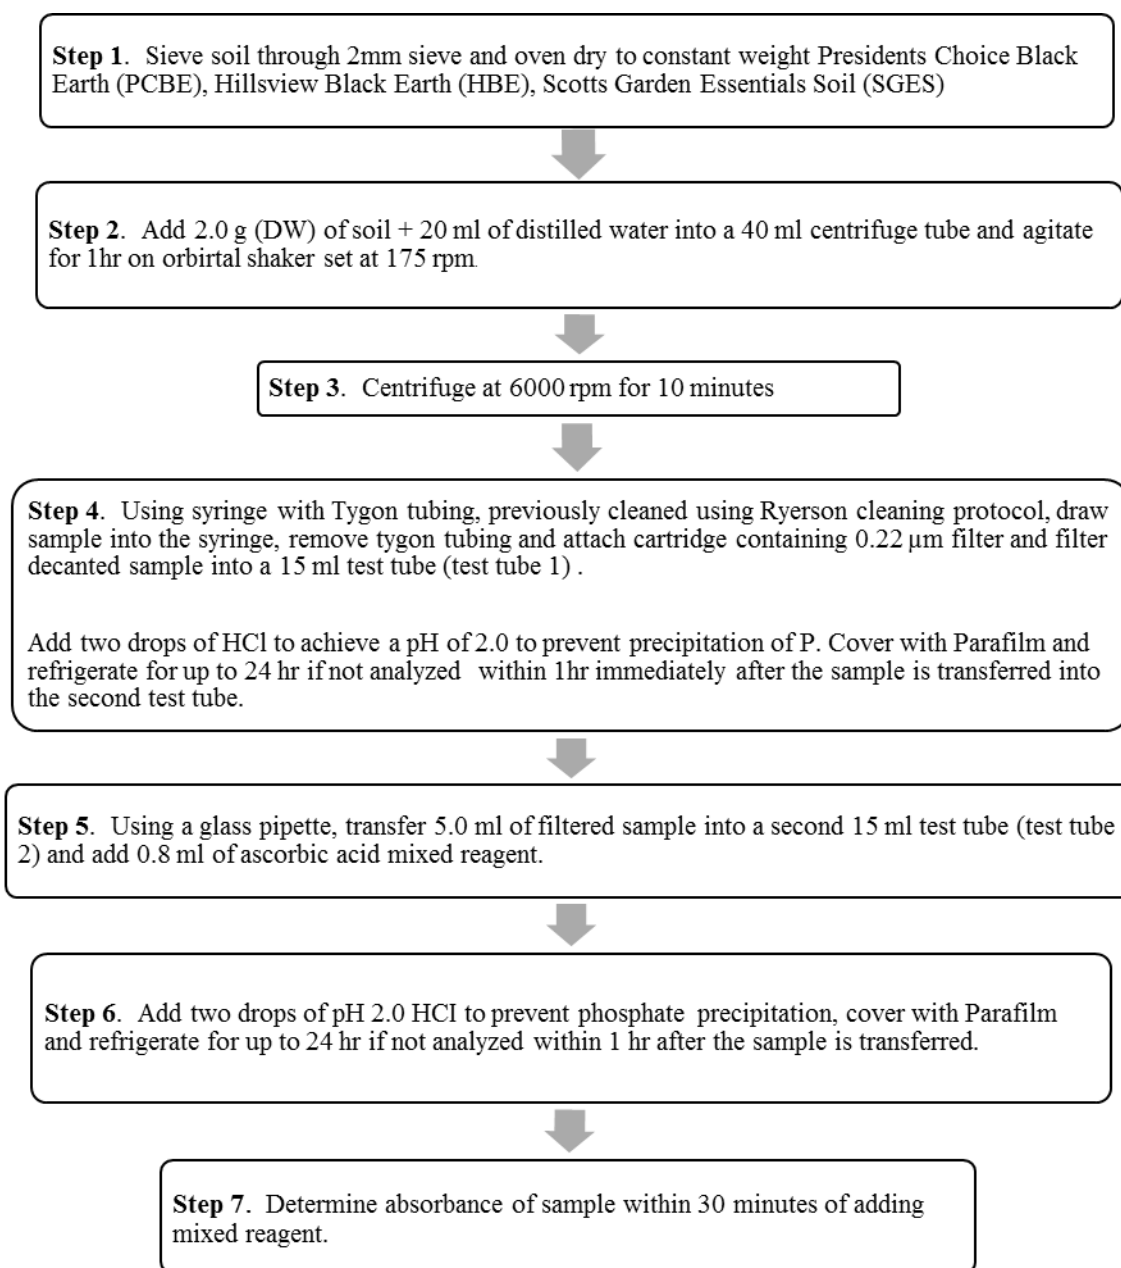 Step 1. Sieve soil through 2mm sieve and oven dry to constant weight Presidents Choice Black
Earth (PCBE), Hillsview Black Earth (HBE), Scotts Garden Essentials Soil (SGES)
Step 2. Add 2.0 g (DW) of soil + 20 ml of distilled water into a 40 ml centrifuge tube and agitate
for 1hr on orbirtal shaker set at 175 rpm.
Step 3. Centrifuge at 6000 rpm for 10 minutes
Step 4. Using syringe with Tygon tubing, previously cleaned using Ryerson cleaning protocol, draw
sample into the syringe, remove tygon tubing and attach cartridge containing 0.22 µm filter and filter
decanted sample into a 15 ml test tube (test tube 1) .
Add two drops of HCl to achieve a pH of 2.0 to prevent precipitation of P. Cover with Parafilm and
refrigerate for up to 24 hr if not analyzed within 1hr immediately after the sample is transferred into
the second test tube.
Step 5. Using a glass pipette, transfer 5.0 ml of filtered sample into a second 15 ml test tube (test tube
2) and add 0.8 ml of ascorbic acid mixed reagent.
Step 6. Add two drops of pH 2.0 HCI to prevent phosphate precipitation, cover with Parafilm
and refrigerate for up to 24 hr if not analyzed within 1 hr after the sample is transferred.
Step 7. Determine absorbance of sample within 30 minutes of adding
mixed reagent.